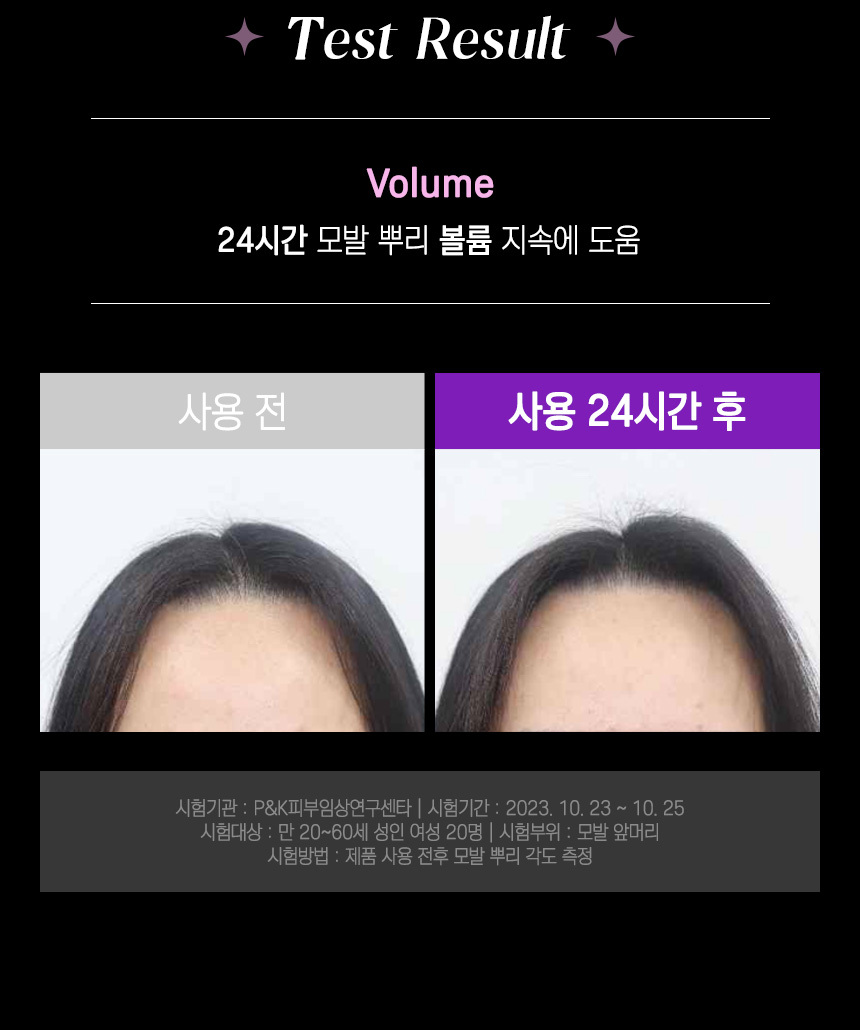 Test Result
Volume
24시간 모발 뿌리 볼륨 지속에 도움
사용 전
사용 24시간 후
시험기관 : P&K피부임상연구센타 | 시험기간 : 2023. 10. 23 ~ 10. 25
시험대상 : 만 20~60세 성인 여성 20명 | 시험부위 : 모발 앞머리
시험방법 : 제품 사용 전후 모발 뿌리 각도 측정